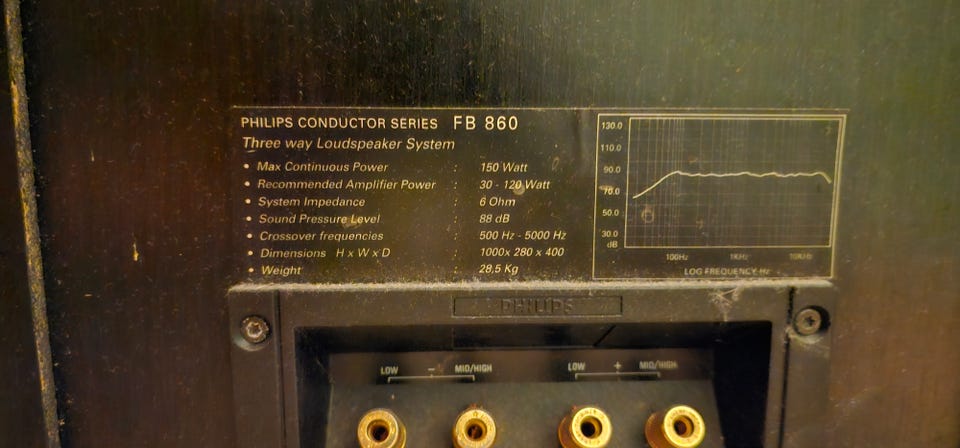 PHILIPS CONDUCTOR SERIES FB 860
Three way Loudspeaker System
• Max Continuous Power : 150 Watt
• Recommended Amplifier Power : 30 - 120 Watt
• System Impedance : 6 Ohm
• Sound Pressure Level : 88 dB
• Crossover frequencies : 500 Hz - 5000 Hz
• Dimensions H x W x D : 1000x 280 x 400
• Weight : 28,5 Kg
130.0
110.0
90.0
70.0
50.0
30.0
dB
100Hz 1KHz 10KHz
LOG FREQUENCY Hz
PHILIPS
LOW - MID/HIGH LOW + MID/HIGH